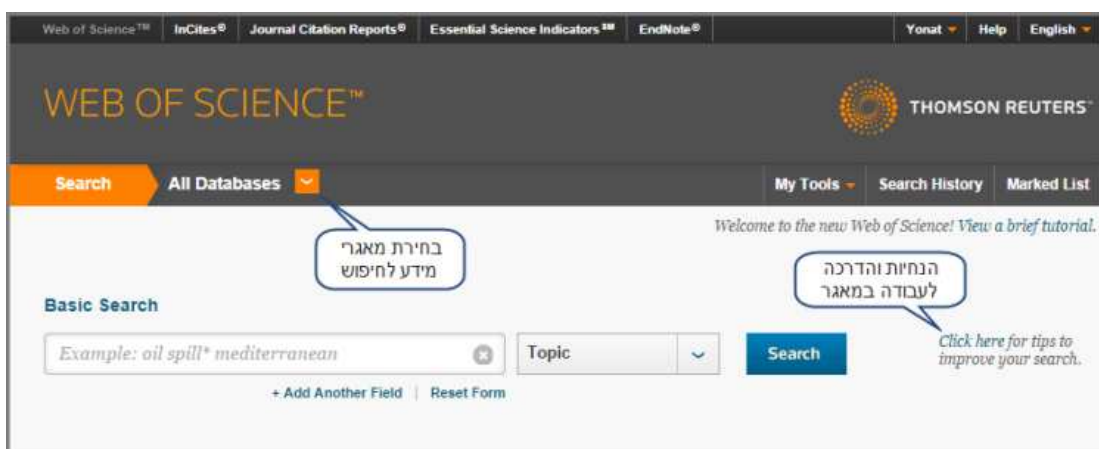 Web of Science™ InCites® Journal Citation Reports® Essential Science Indicators℠ EndNote® Yonat Help English
WEB OF SCIENCE™
THOMSON REUTERS™
Search All Databases My Tools Search History Marked List
Welcome to the new Web of Science! View a brief tutorial.
בחירת מאגרי
מידע לחיפוש
הנחיות והדרכה
לעבודה במאגר
Basic Search
Example: oil spill* mediterranean Topic Search
Click here for tips to
improve your search.
+ Add Another Field | Reset Form